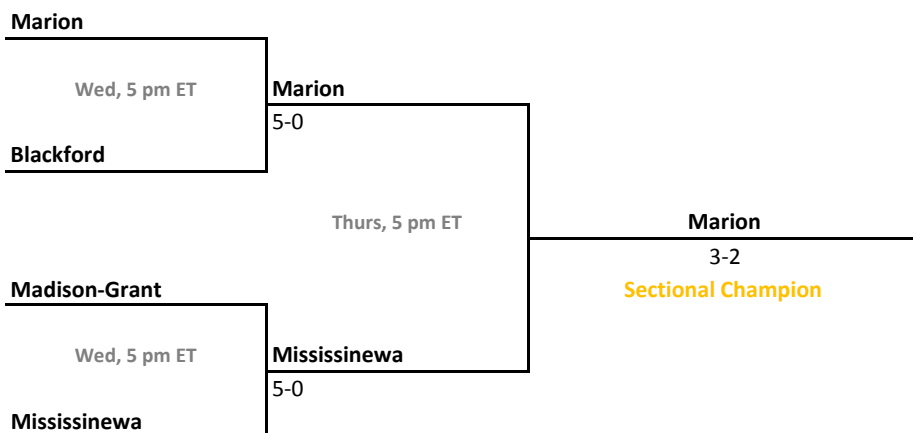 Marion
Wed, 5 pm ET
Marion
5-0
Blackford
Thurs, 5 pm ET
Marion
3-2
Sectional Champion
Madison-Grant
Wed, 5 pm ET
Mississinewa
5-0
Mississinewa